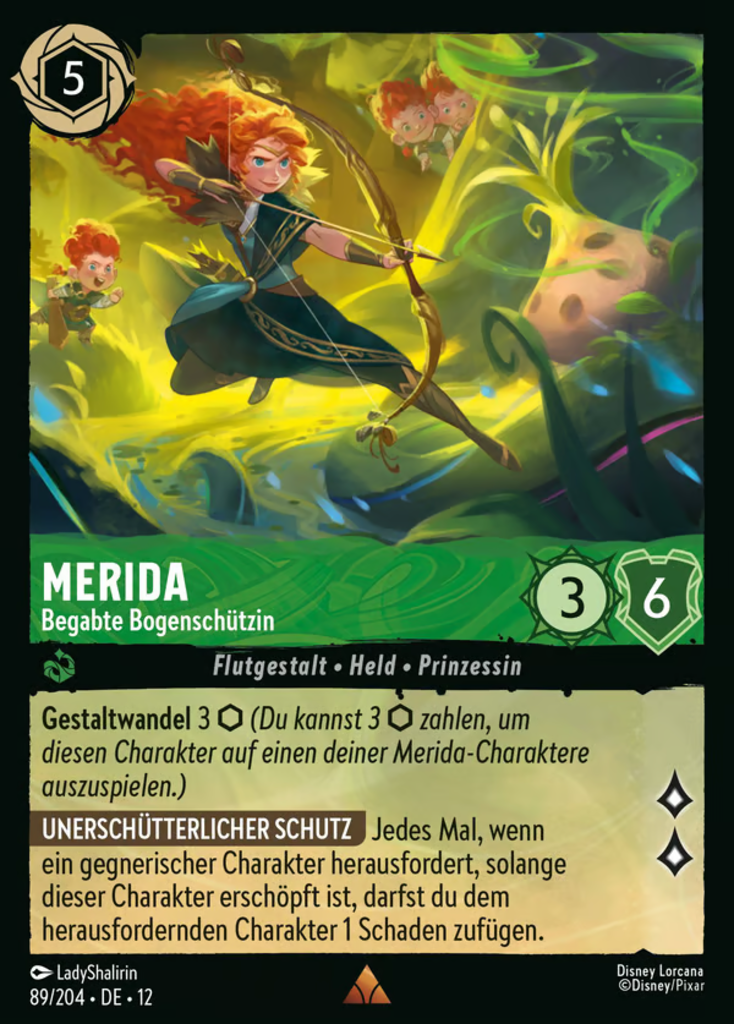 5
MERIDA
Begabte Bogenschützin
3
6
Flutgestalt • Held • Prinzessin
Gestaltwandel 3 ⬡ (Du kannst 3 ⬡ zahlen, um
diesen Charakter auf einen deiner Merida-Charaktere
auszuspielen.)
UNERSCHÜTTERLICHER SCHUTZ Jedes Mal, wenn
ein gegnerischer Charakter herausfordert, solange
dieser Charakter erschöpft ist, darfst du dem
herausfordernden Charakter 1 Schaden zufügen.
LadyShalirin
89/204 • DE • 12
Disney Lorcana
©Disney/Pixar